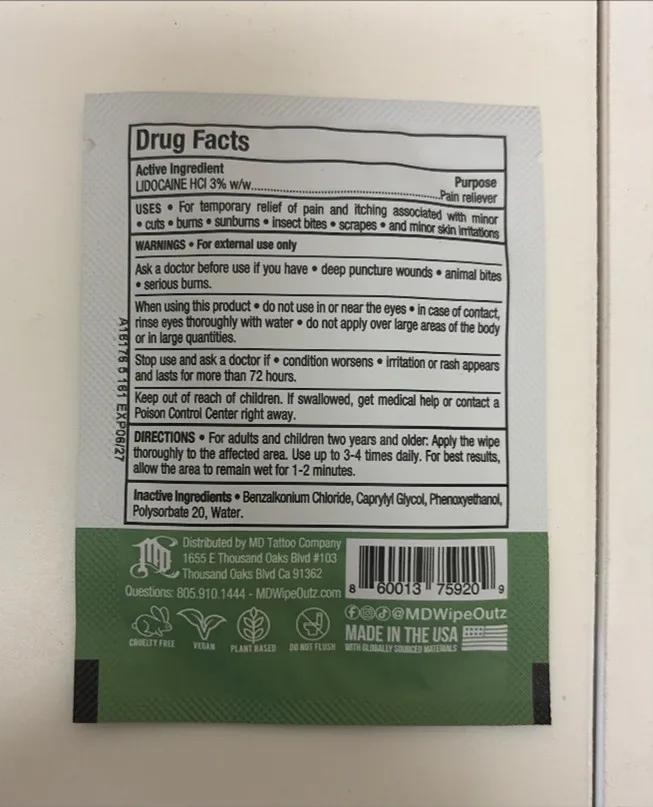 Drug Facts
Active Ingredient
Purpose
LIDOCAINE HCl 3% w/w..........Pain reliever
USES • For temporary relief of pain and itching associated with minor
• cuts • burns • sunburns • insect bites • scrapes • and minor skin irritations
WARNINGS • For external use only
Ask a doctor before use if you have • deep puncture wounds • animal bites
• serious burns.
When using this product • do not use in or near the eyes • in case of contact,
rinse eyes thoroughly with water • do not apply over large areas of the body
or in large quantities.
Stop use and ask a doctor if • condition worsens • irritation or rash appears
and lasts for more than 72 hours.
Keep out of reach of children. If swallowed, get medical help or contact a
Poison Control Center right away.
DIRECTIONS • For adults and children two years and older: Apply the wipe
thoroughly to the affected area. Use up to 3-4 times daily. For best results,
allow the area to remain wet for 1-2 minutes.
Inactive Ingredients • Benzalkonium Chloride, Caprylyl Glycol, Phenoxyethanol,
Polysorbate 20, Water.
EXP06/27
MD
Distributed by MD Tattoo Company
1655 E Thousand Oaks Blvd #103
Thousand Oaks Blvd Ca 91362
Questions: 805.910.1444 - MDWipeOutz.com
8 60013 75920 9
CRUELTY FREE
VEGAN
PLANT BASED
DO NOT FLUSH
@MDWipeOutz
MADE IN THE USA
WITH GLOBALLY SOURCED MATERIALS